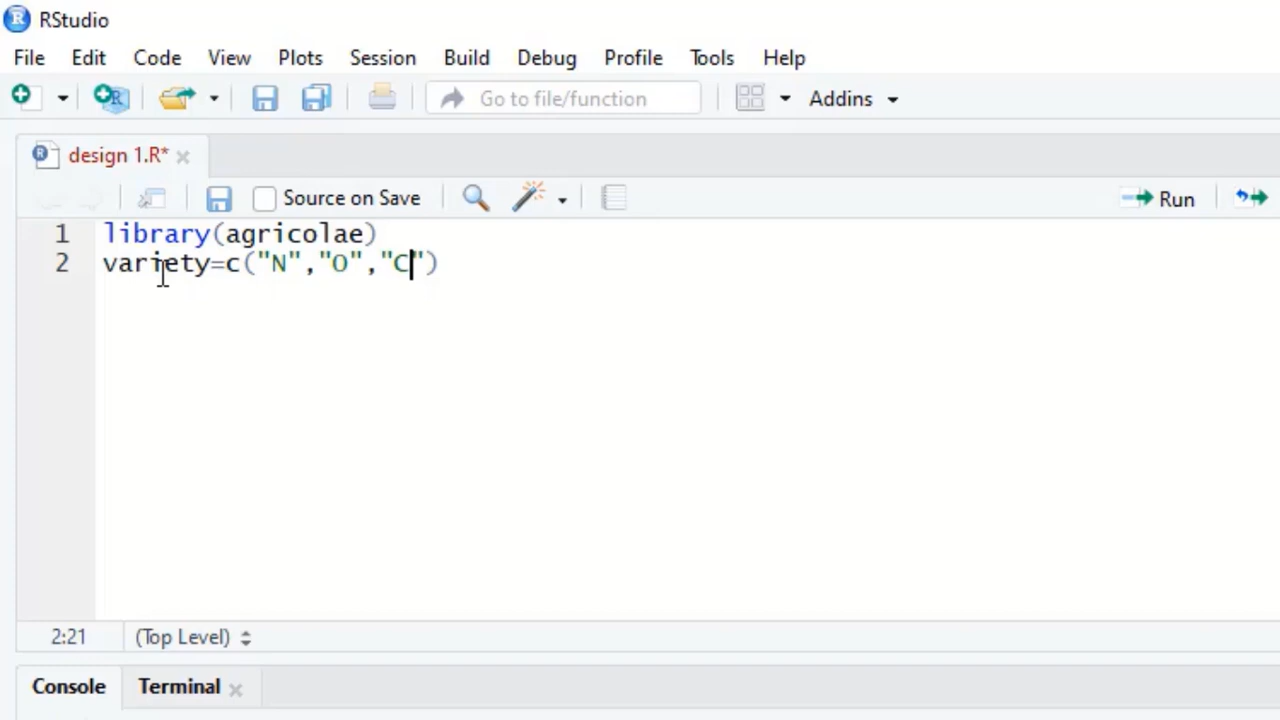 RStudio
File Edit Code View Plots Session Build Debug Profile Tools Help
Go to file/function Addins
design 1.R*
Source on Save Run
1 library(agricolae)
2 variety=c("N","O","C")
2:21 (Top Level)
Console Terminal